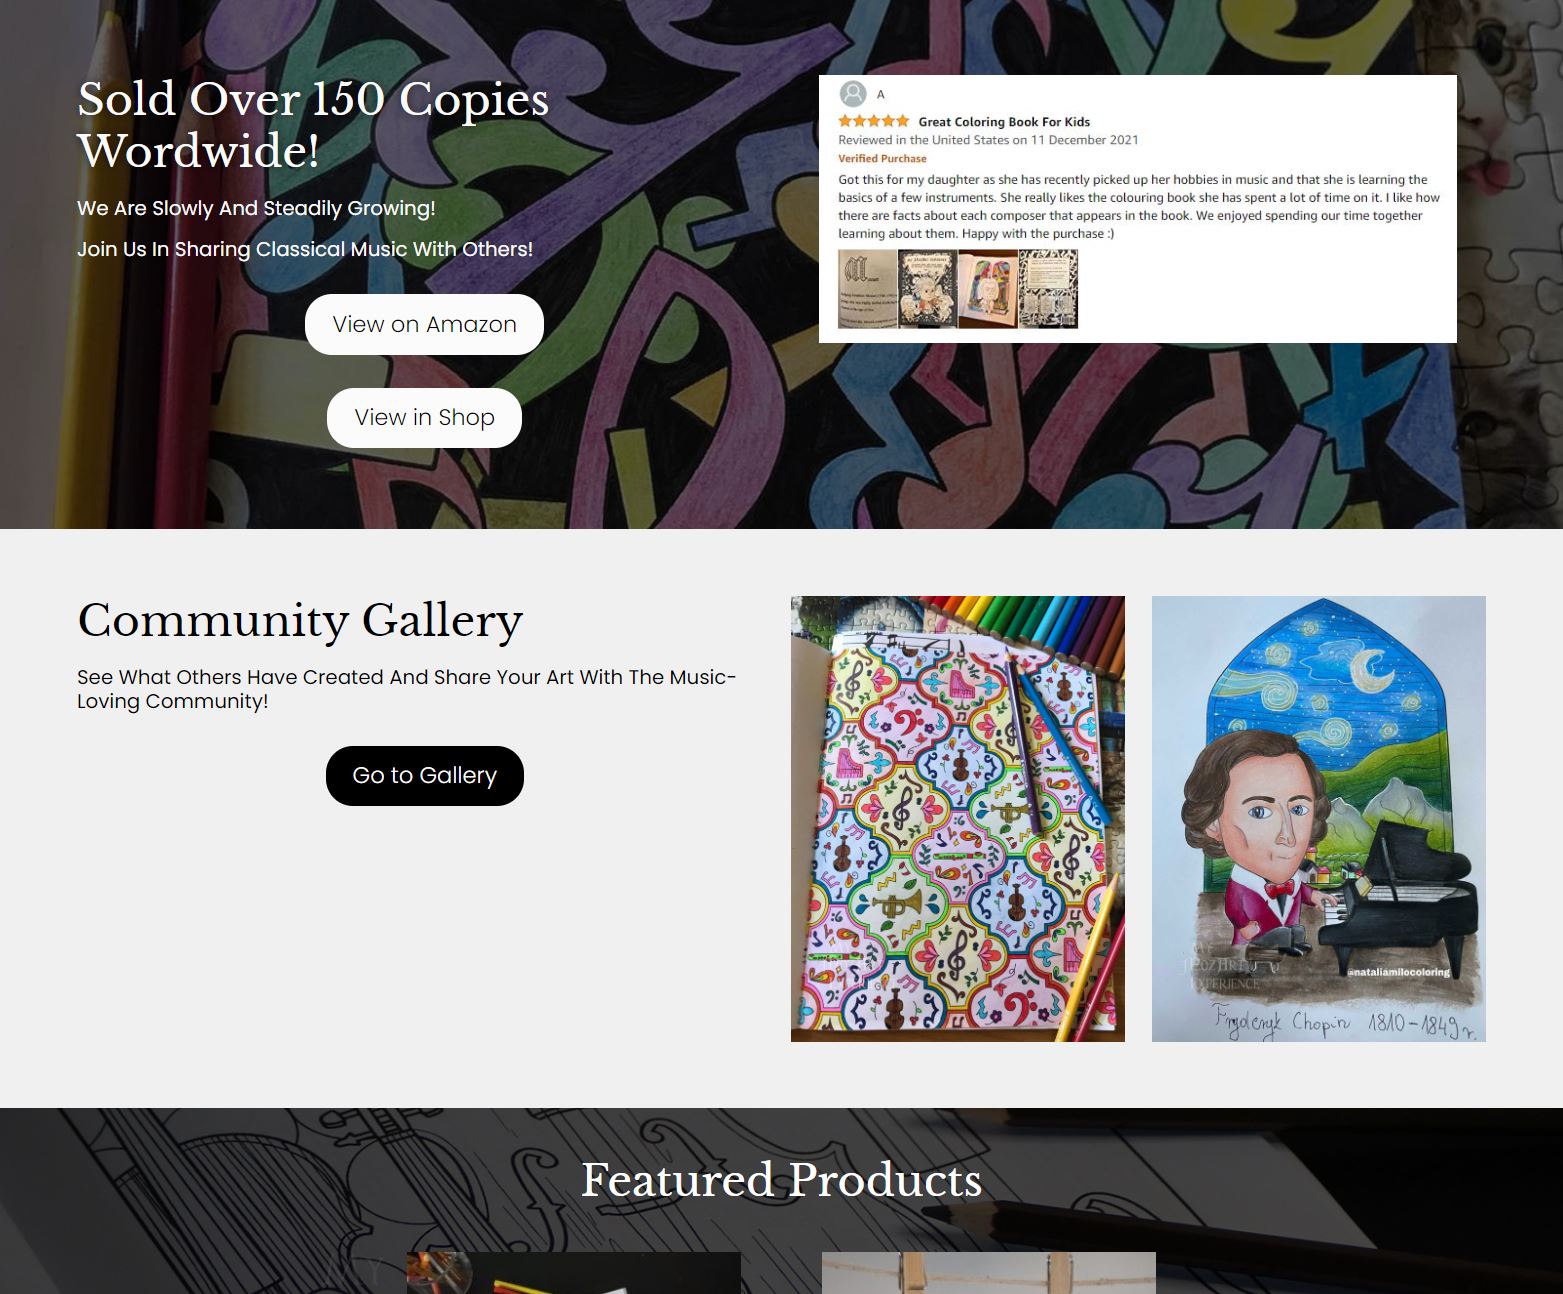 Sold Over 150 Copies
Wordwide!
We Are Slowly And Steadily Growing!
Join Us In Sharing Classical Music With Others!
View on Amazon
View in Shop
A
Great Coloring Book For Kids
Reviewed in the United States on 11 December 2021
Verified Purchase
Got this for my daughter as she has recently picked up her hobbies in music and that she is learning the
basics of a few instruments. She really likes the colouring book she has spent a lot of time on it. I like how
there are facts about each composer that appears in the book. We enjoyed spending our time together
learning about them. Happy with the purchase :)
Community Gallery
See What Others Have Created And Share Your Art With The Music-
Loving Community!
Go to Gallery
MY
MOZART
EXPERIENCE
@nataliamilocoloring
Fryderyk Chopin 1810-1849 r.
Featured Products
MY